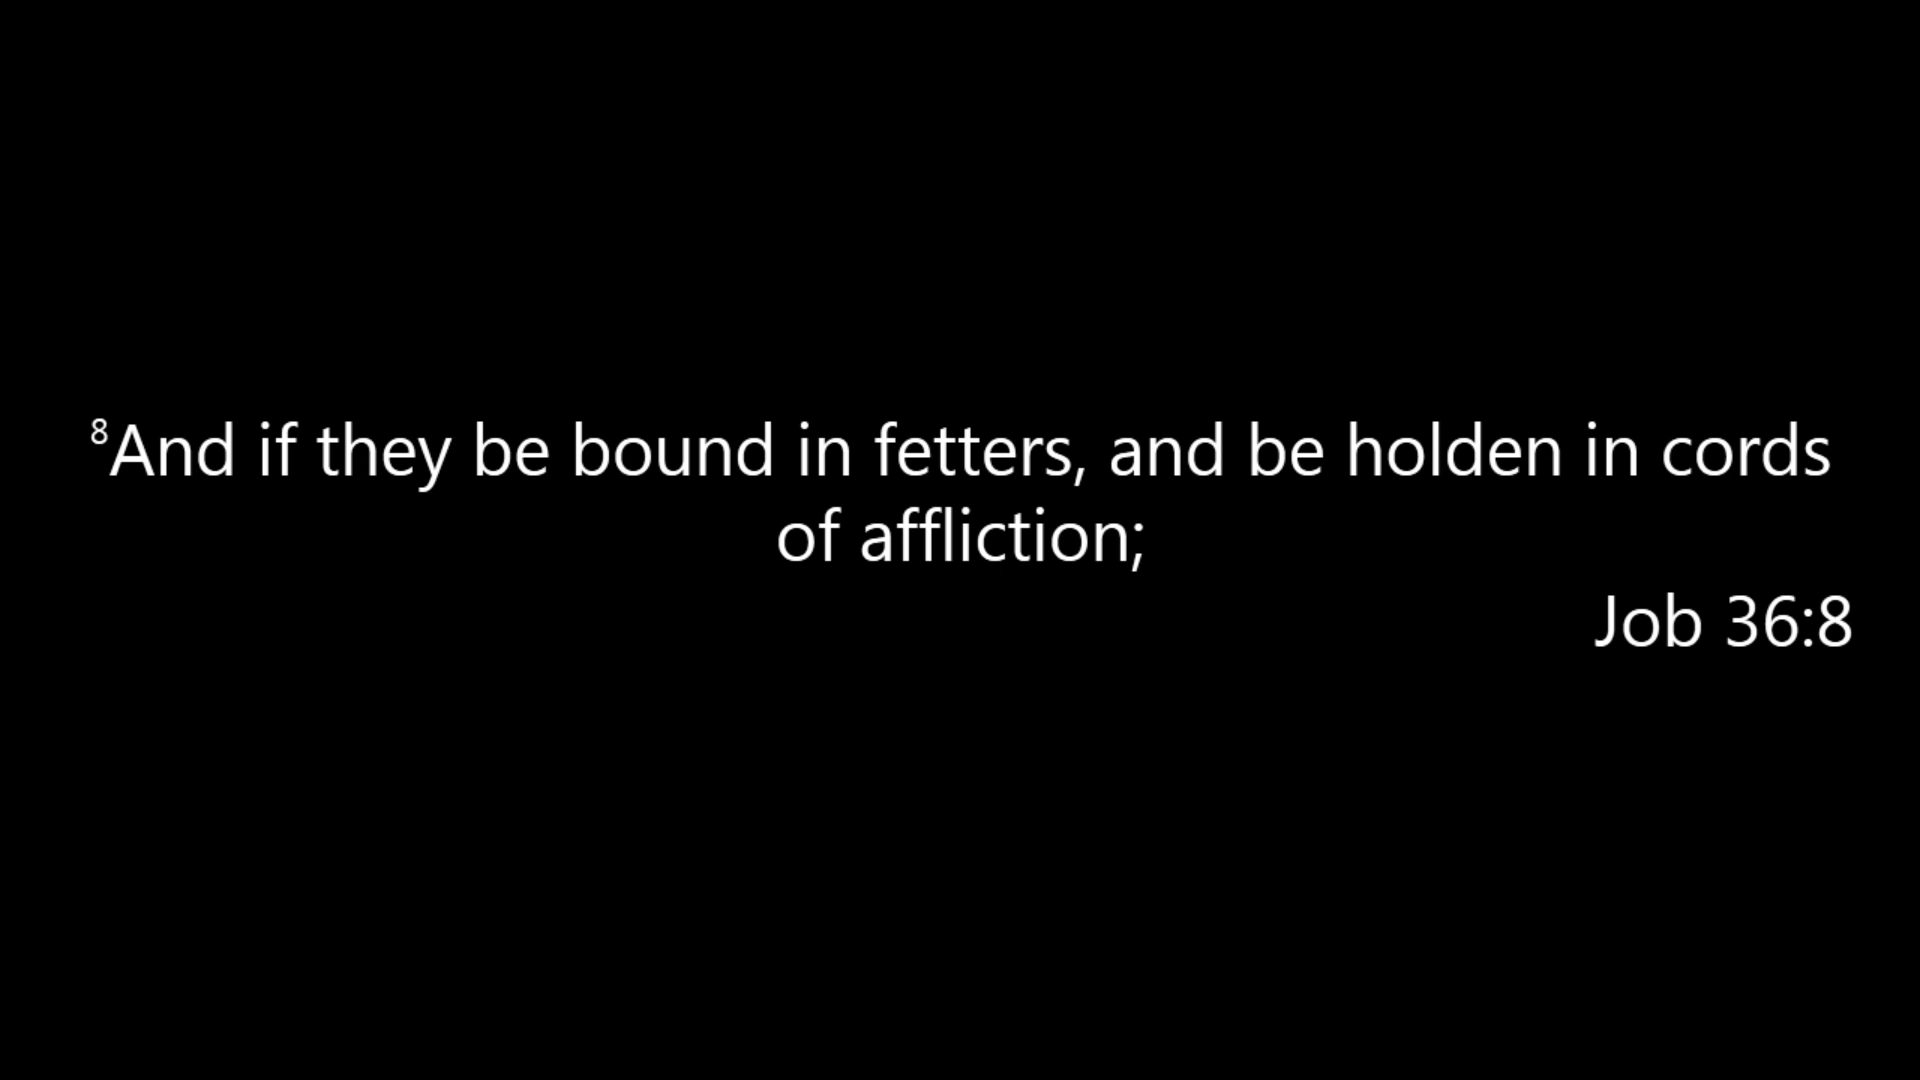 ⁸And if they be bound in fetters, and be holden in cords
of affliction;
Job 36:8